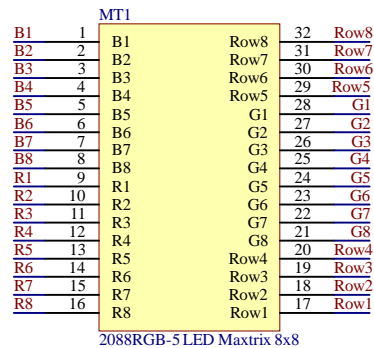 MT1
B1 1 B1 Row8 32 Row8
B2 2 B2 Row7 31 Row7
B3 3 B3 Row6 30 Row6
B4 4 B4 Row5 29 Row5
B5 5 B5 G1 28 G1
B6 6 B6 G2 27 G2
B7 7 B7 G3 26 G3
B8 8 B8 G4 25 G4
R1 9 R1 G5 24 G5
R2 10 R2 G6 23 G6
R3 11 R3 G7 22 G7
R4 12 R4 G8 21 G8
R5 13 R5 Row4 20 Row4
R6 14 R6 Row3 19 Row3
R7 15 R7 Row2 18 Row2
R8 16 R8 Row1 17 Row1
2088RGB-5 LED Maxtrix 8x8